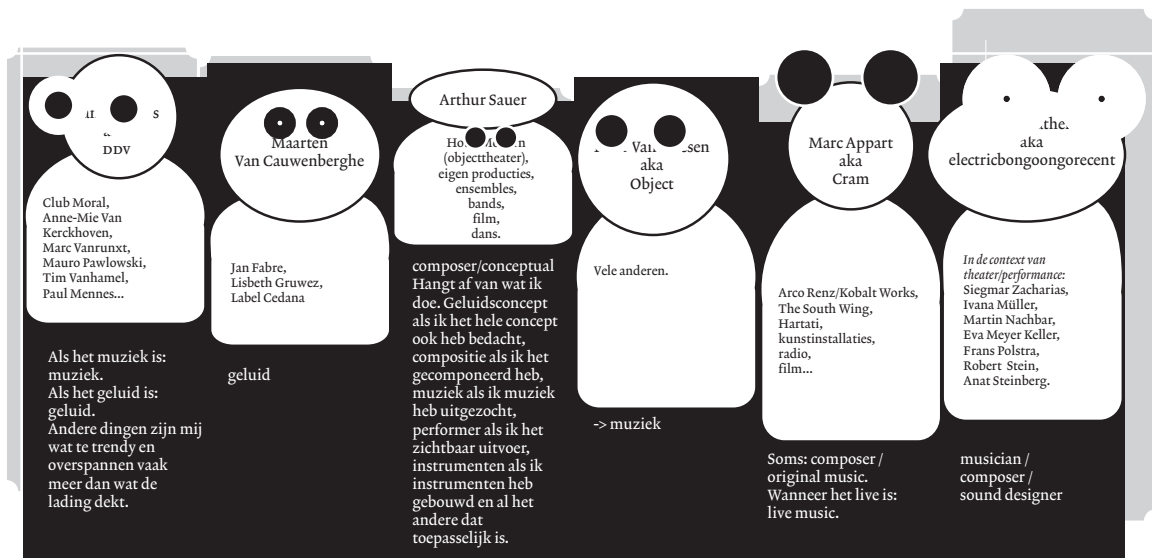 DDV
Club Moral,
Anne-Mie Van
Kerckhoven,
Marc Vanrunxt,
Mauro Pawlowski,
Tim Vanhamel,
Paul Mennes...
Als het muziek is:
muziek.
Als het geluid is:
geluid.
Andere dingen zijn mij
wat te trendy en
overspannen vaak
meer dan wat de
lading dekt.
Maarten
Van Cauwenberghe
Jan Fabre,
Lisbeth Gruwez,
Label Cedana
geluid
Arthur Sauer
(objecttheater),
eigen producties,
ensembles,
bands,
film,
dans.
composer/conceptual
Hangt af van wat ik
doe. Geluidsconcept
als ik het hele concept
ook heb bedacht,
compositie als ik het
gecomponeerd heb,
muziek als ik muziek
heb uitgezocht,
performer als ik het
zichtbaar uitvoer,
instrumenten als ik
instrumenten heb
gebouwd en al het
andere dat
toepasselijk is.
aka
Object
Vele anderen.
-> muziek
Marc Appart
aka
Cram
Arco Renz/Kobalt Works,
The South Wing,
Hartati,
kunstinstallaties,
radio,
film...
Soms: composer /
original music.
Wanneer het live is:
live music.
aka
electricbongoongorecent
In de context van
theater/performance:
Siegmar Zacharias,
Ivana Müller,
Martin Nachbar,
Eva Meyer Keller,
Frans Polstra,
Robert Stein,
Anat Steinberg.
musician /
composer /
sound designer